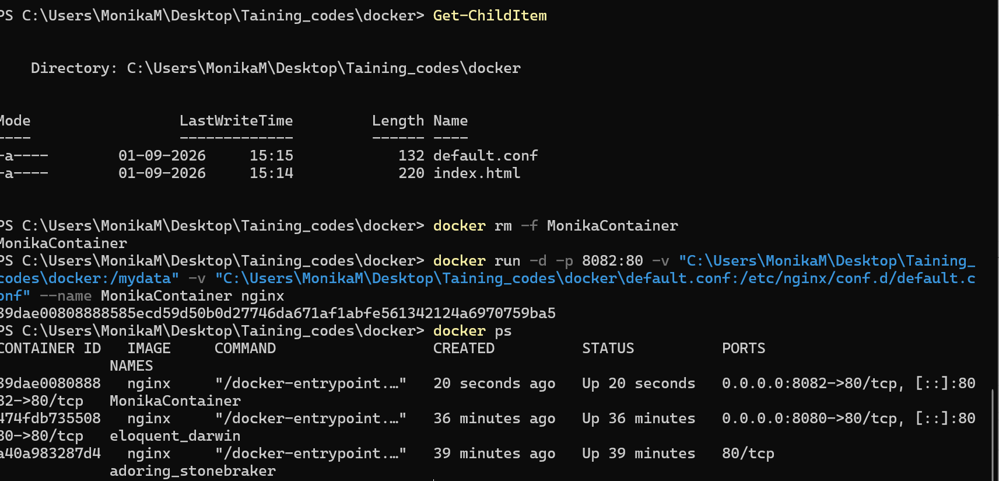 PS C:\Users\MonikaM\Desktop\Taining_codes\docker> Get-ChildItem
Directory: C:\Users\MonikaM\Desktop\Taining_codes\docker
Mode                 LastWriteTime         Length Name
----                 -------------         ------ ----
-a----        01-09-2026     15:15            132 default.conf
-a----        01-09-2026     15:14            220 index.html
PS C:\Users\MonikaM\Desktop\Taining_codes\docker> docker rm -f MonikaContainer
MonikaContainer
PS C:\Users\MonikaM\Desktop\Taining_codes\docker> docker run -d -p 8082:80 -v "C:\Users\MonikaM\Desktop\Taining_
codes\docker:/mydata" -v "C:\Users\MonikaM\Desktop\Taining_codes\docker\default.conf:/etc/nginx/conf.d/default.c
onf" --name MonikaContainer nginx
39dae00808888585ecd59d50b0d27746da671af1abfe561342124a6970759ba5
PS C:\Users\MonikaM\Desktop\Taining_codes\docker> docker ps
CONTAINER ID   IMAGE     COMMAND                  CREATED          STATUS          PORTS
NAMES
39dae0080888   nginx     "/docker-entrypoint.…"   20 seconds ago   Up 20 seconds   0.0.0.0:8082->80/tcp, [::]:80
82->80/tcp   MonikaContainer
474fdb735508   nginx     "/docker-entrypoint.…"   36 minutes ago   Up 36 minutes   0.0.0.0:8080->80/tcp, [::]:80
80->80/tcp   eloquent_darwin
a40a983287d4   nginx     "/docker-entrypoint.…"   39 minutes ago   Up 39 minutes   80/tcp
adoring_stonebraker